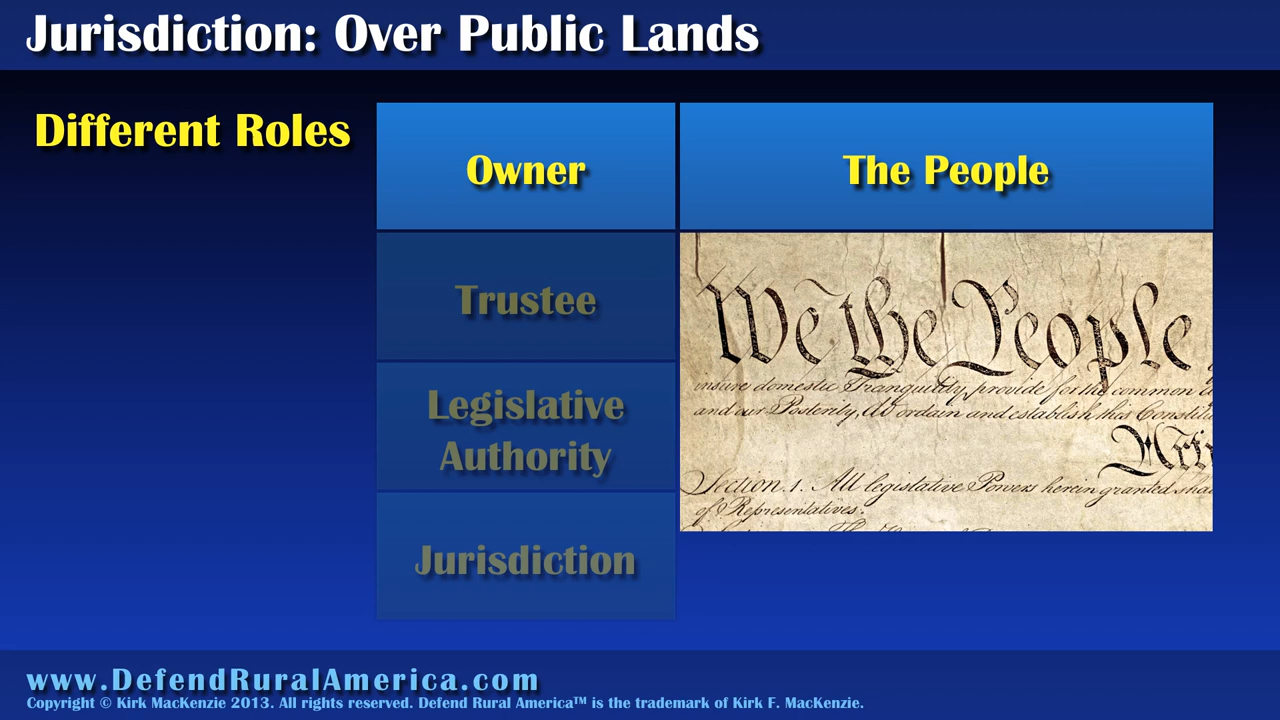 Jurisdiction: Over Public Lands
Different Roles
Owner
The People
Trustee
Legislative
Authority
Jurisdiction
We the People
insure domestic Tranquility, provide for the common
and our Posterity, do ordain and establish this Constitu
Section. 1. All legislative Powers herein granted shal
of Representatives.
www.DefendRuralAmerica.com
Copyright © Kirk MacKenzie 2013. All rights reserved. Defend Rural America™ is the trademark of Kirk F. MacKenzie.